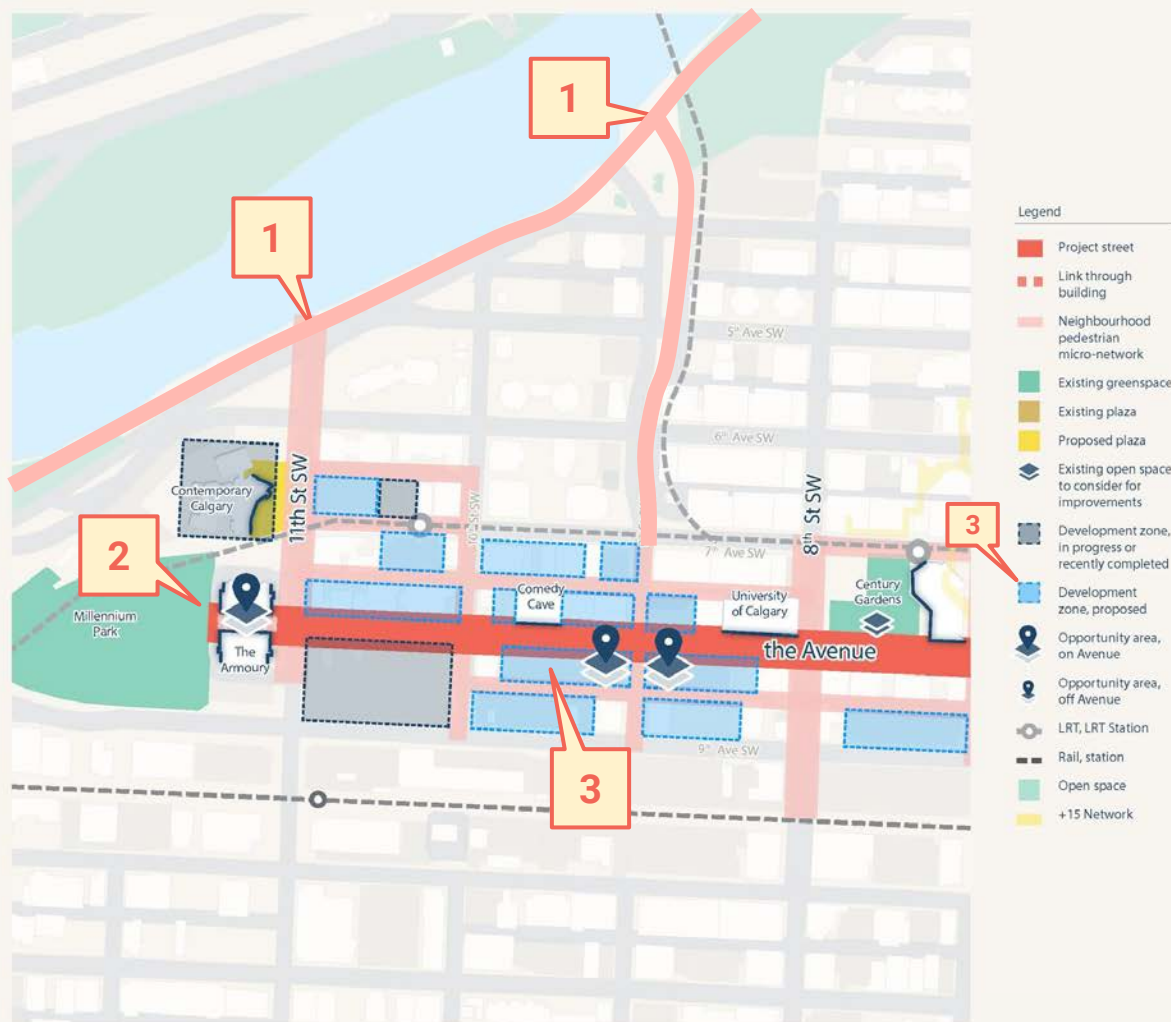 1
1
5th Ave SW
6th Ave SW
Contemporary
Calgary
11th St SW
10th St SW
8th St SW
7th Ave SW
2
Millennium
Park
The
Armoury
Comedy
Cave
University
of Calgary
Century
Gardens
the Avenue
9th Ave SW
3
Legend
Project street
Link through
building
Neighbourhood
pedestrian
micro-network
Existing greenspace
Existing plaza
Proposed plaza
Existing open space
to consider for
improvements
Development zone,
in progress or
recently completed
3
Development
zone, proposed
Opportunity area,
on Avenue
Opportunity area,
off Avenue
LRT, LRT Station
Rail, station
Open space
+15 Network